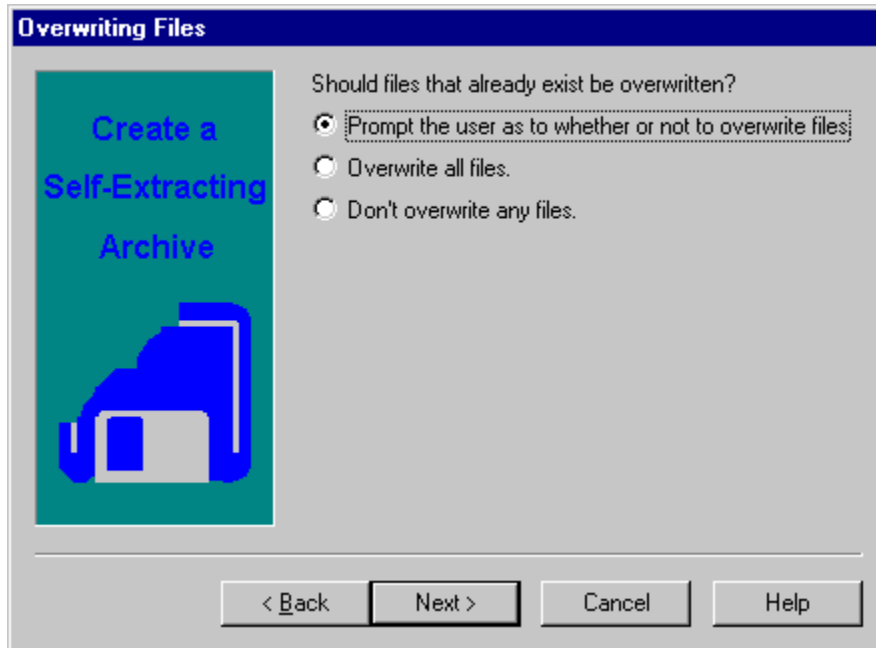 Overwriting Files
Create a
Self-Extracting
Archive
Should files that already exist be overwritten?
Prompt the user as to whether or not to overwrite files.
Overwrite all files.
Don't overwrite any files.
< Back
Next >
Cancel
Help